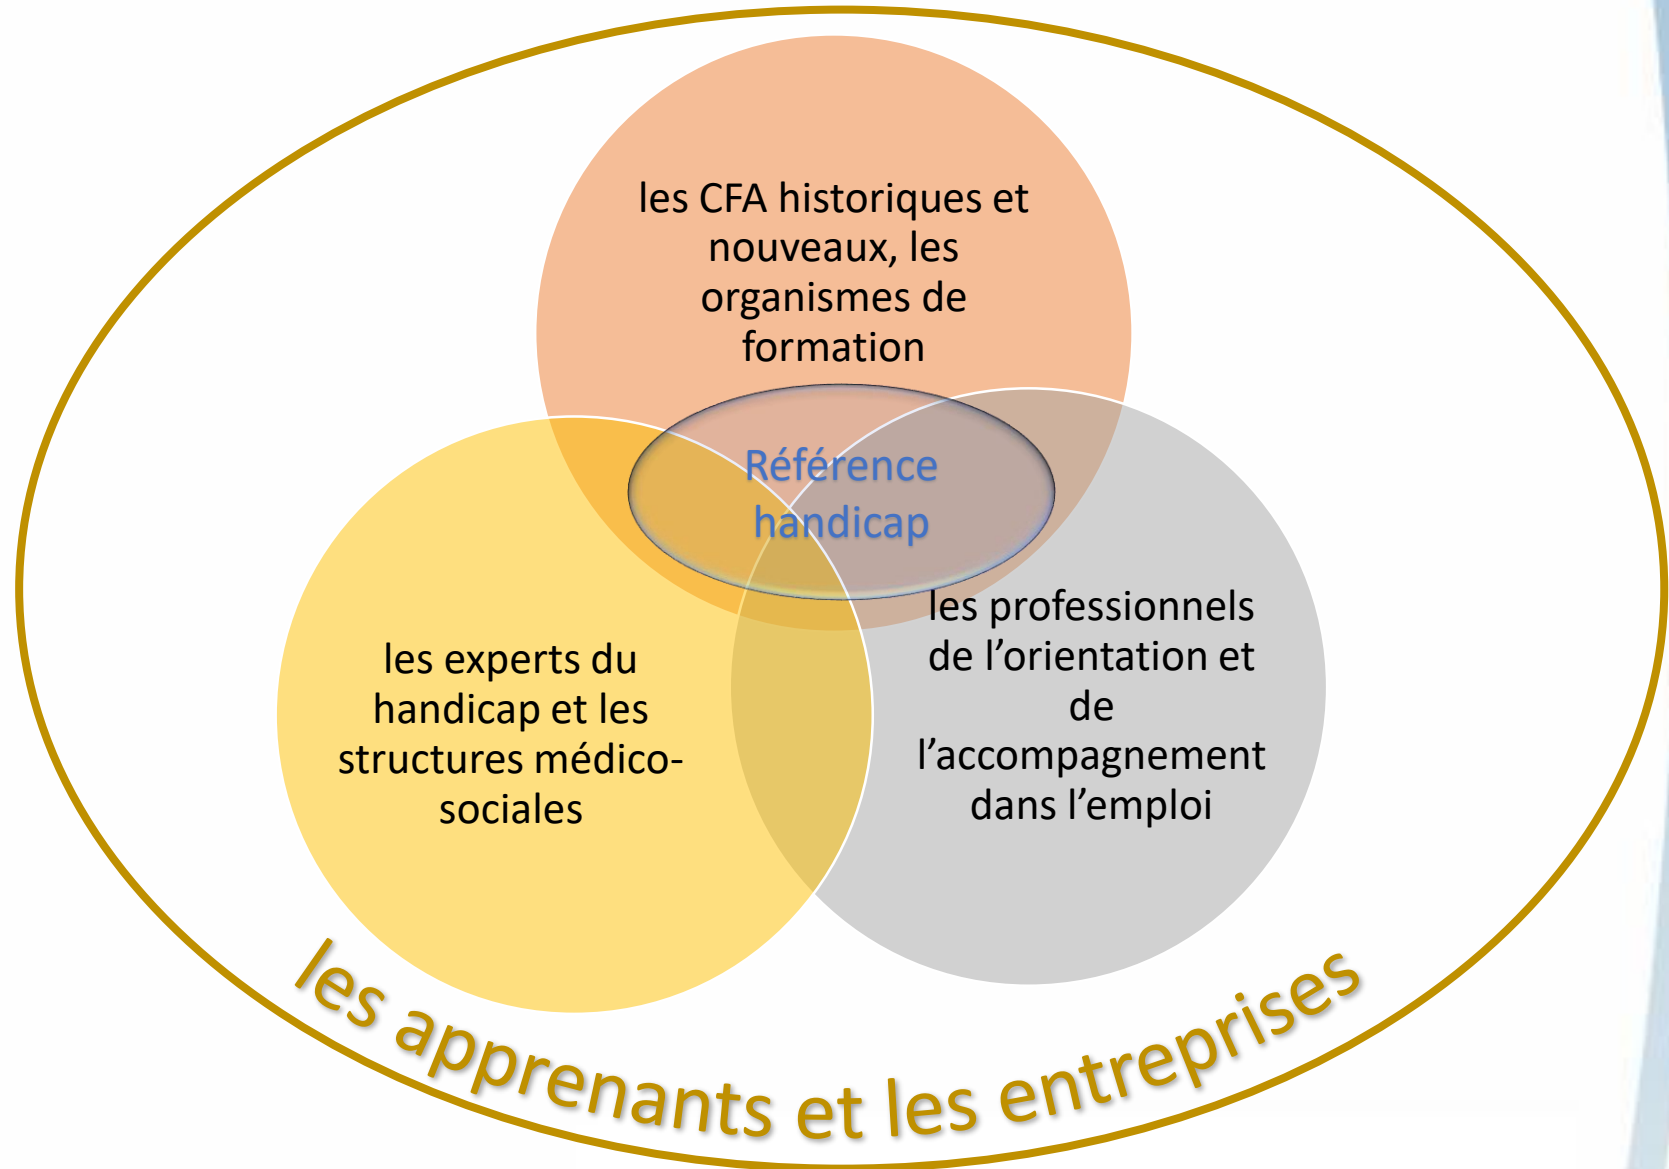 les CFA historiques et
nouveaux, les
organismes de
formation
Référence
handicap
les professionnels
de l’orientation et
de
l’accompagnement
dans l’emploi
les experts du
handicap et les
structures médico-
sociales
les apprenants et les entreprises